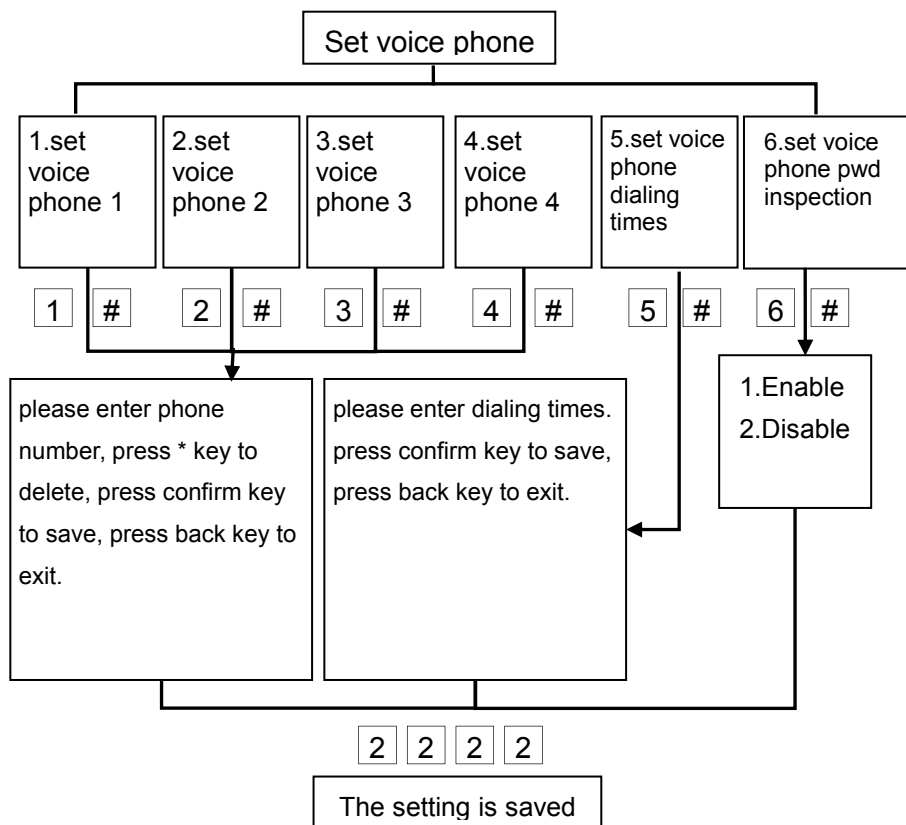 Set voice phone
1.set
voice
phone 1
2.set
voice
phone 2
3.set
voice
phone 3
4.set
voice
phone 4
5.set voice
phone
dialing
times
6.set voice
phone pwd
inspection
1 #
2 #
3 #
4 #
5 #
6 #
please enter phone
number, press * key to
delete, press confirm key
to save, press back key to
exit.
please enter dialing times.
press confirm key to save,
press back key to exit.
1.Enable
2.Disable
2 2 2 2
The setting is saved